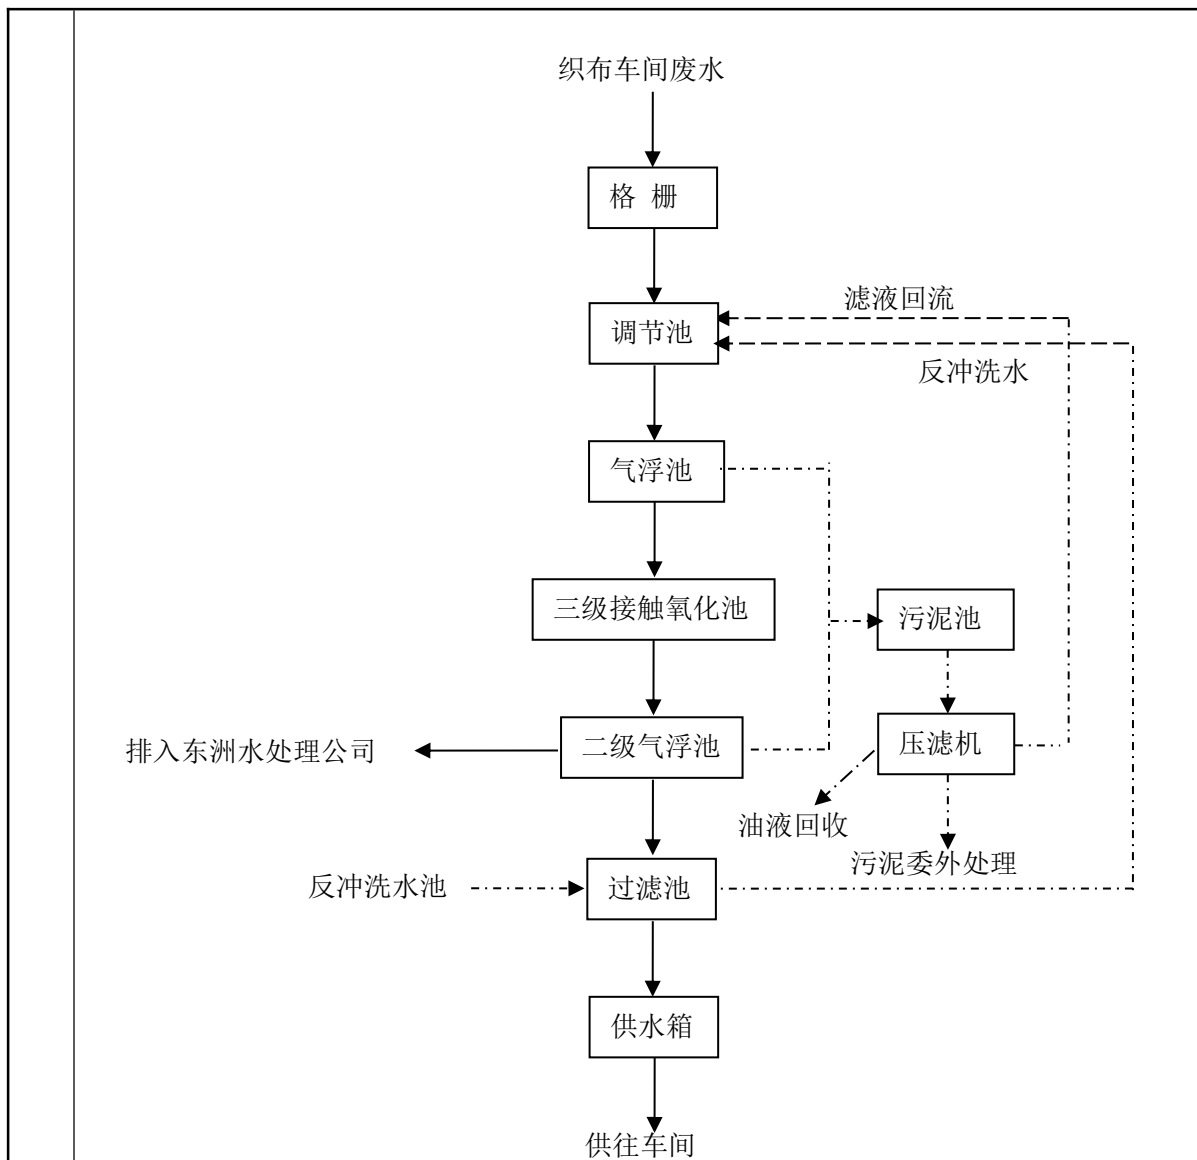 织布车间废水
格 栅
滤液回流
调节池
反冲洗水
气浮池
三级接触氧化池
污泥池
排入东洲水处理公司
二级气浮池
压滤机
油液回收
污泥委外处理
反冲洗水池
过滤池
供水箱
供往车间